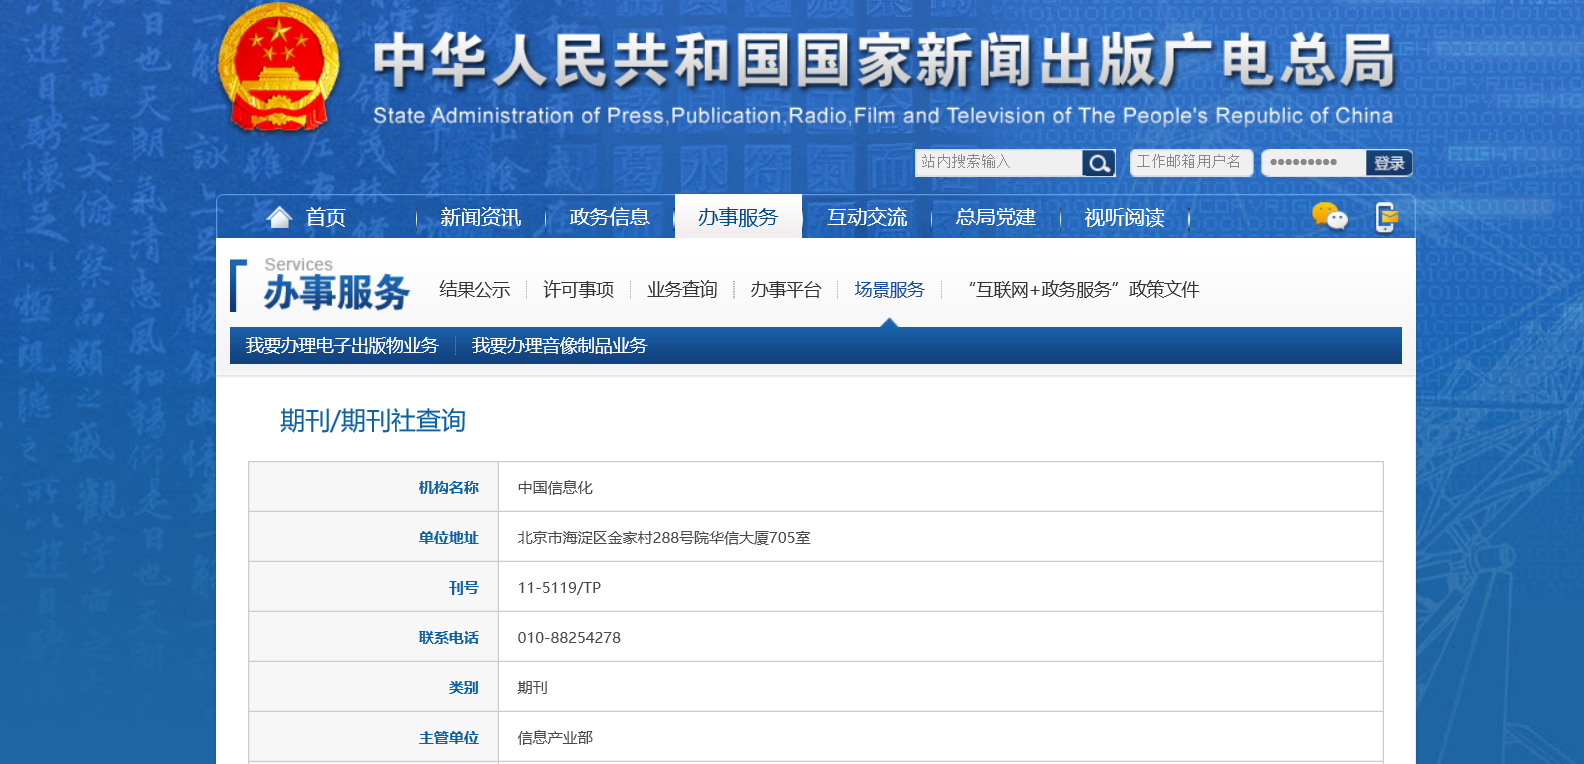 中华人民共和国国家新闻出版广电总局
State Administration of Press,Publication,Radio,Film and Television of The People's Republic of China
站内搜索输入 工作邮箱用户名 ●●●●●●●●● 登录
首页 新闻资讯 政务信息 办事服务 互动交流 总局党建 视听阅读
Services
办事服务 结果公示 许可事项 业务查询 办事平台 场景服务 “互联网+政务服务”政策文件
我要办理电子出版物业务 我要办理音像制品业务
期刊/期刊社查询
机构名称 中国信息化
单位地址 北京市海淀区金家村288号院华信大厦705室
刊号 11-5119/TP
联系电话 010-88254278
类别 期刊
主管单位 信息产业部